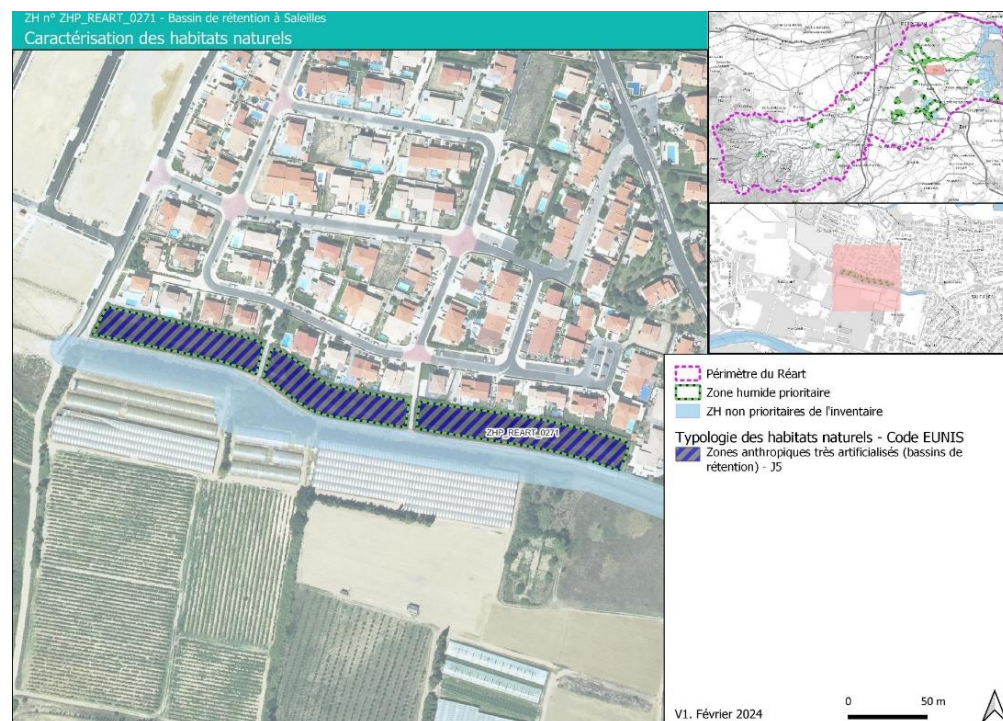 ZH n° ZHP_REART_0271 - Bassin de rétention à Saleilles
Caractérisation des habitats naturels
ZHP_REART_0271
Périmètre du Réart
Zone humide prioritaire
ZH non prioritaires de l'inventaire
Typologie des habitats naturels - Code EUNIS
Zones anthropiques très artificialisés (bassins de
rétention) - J5
0 50 m
V1. Février 2024